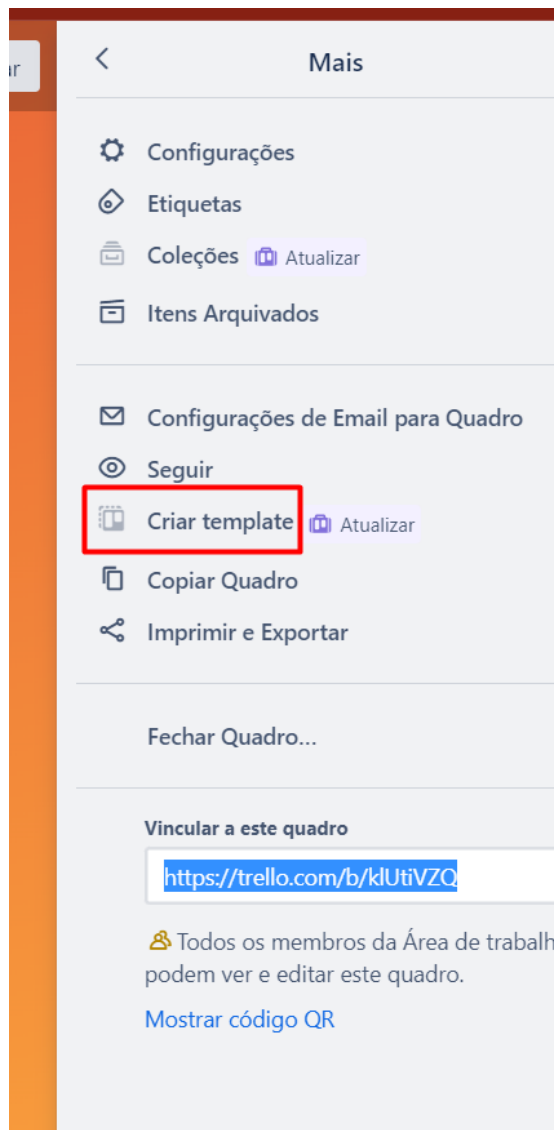 ar
Mais
Configurações
Etiquetas
Coleções Atualizar
Itens Arquivados
Configurações de Email para Quadro
Seguir
Criar template Atualizar
Copiar Quadro
Imprimir e Exportar
Fechar Quadro...
Vincular a este quadro
https://trello.com/b/klUtiVZQ
Todos os membros da Área de trabalh
podem ver e editar este quadro.
Mostrar código QR